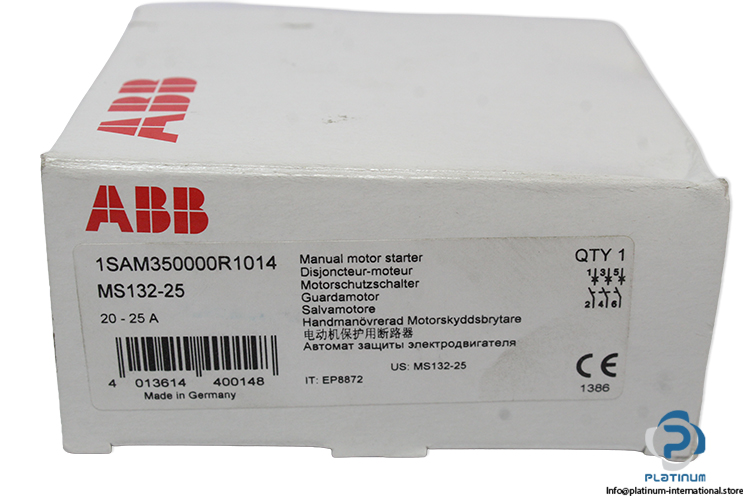 ABB
ABB
1SAM350000R1014
MS132-25
20 - 25 A
4 013614 400148
Made in Germany
Manual motor starter
Disjoncteur-moteur
Motorschutzschalter
Guardamotor
Salvamotore
Handmanövrerad Motorskyddsbrytare
电动机保护用断路器
Автомат защиты электродвигателя
US: MS132-25
IT: EP8872
QTY 1
1 3 5
2 4 6
CE
1386
PLATINUM
Info@platinum-international.store